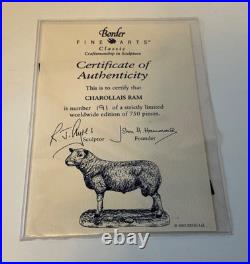 Border
FINE ARTS
Classic
Craftsmanship in Sculpture
Certificate of
Authenticity
This is to certify that
CHAROLLAIS RAM
is number 191 of a strictly limited
worldwide edition of 750 pieces.
Sculptor
Founder